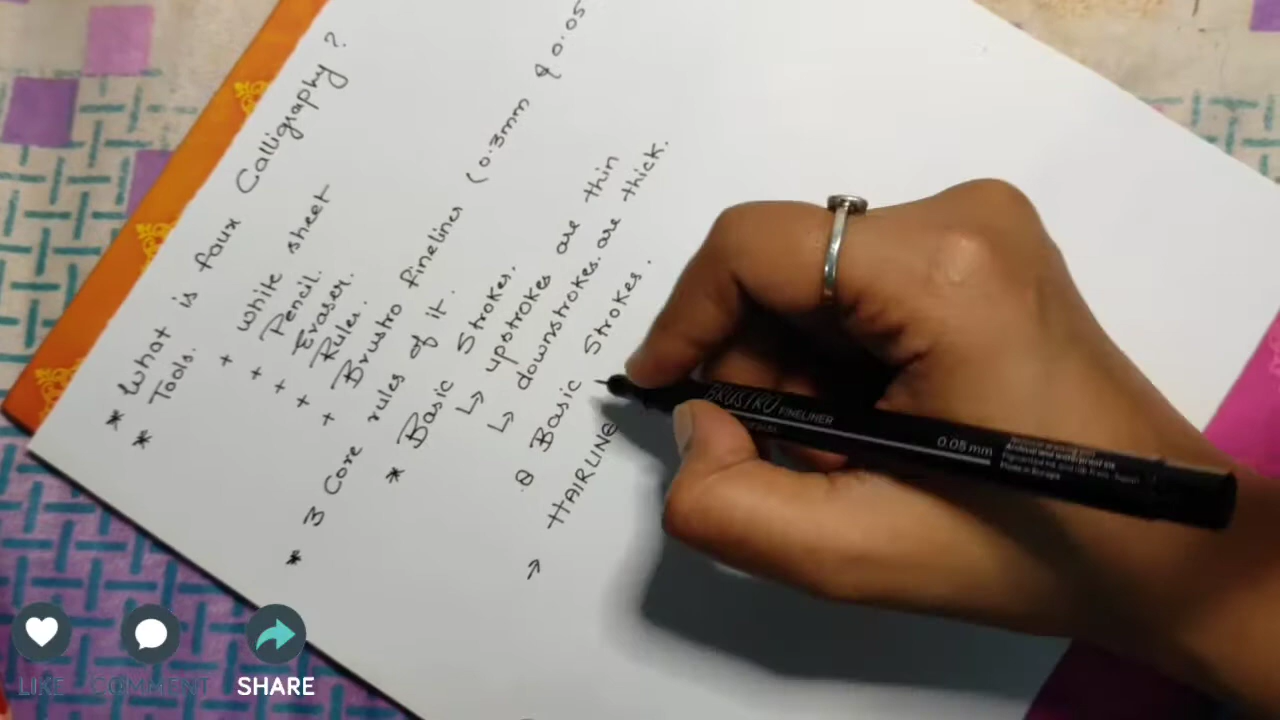 * What is faux Calligraphy?
* Tools.
+ White sheet
+ Pencil.
+ Eraser.
+ Ruler.
+ Brustro fineliner (0.3mm & 0.05
* 3 Core rules of it.
* Basic Strokes.
↳ upstrokes are thin
↳ downstrokes. are thick.
8 Basic Strokes.
→ HAIRLINE
BRUSTRO FINELINER
0.05 mm
LIKE COMMENT SHARE